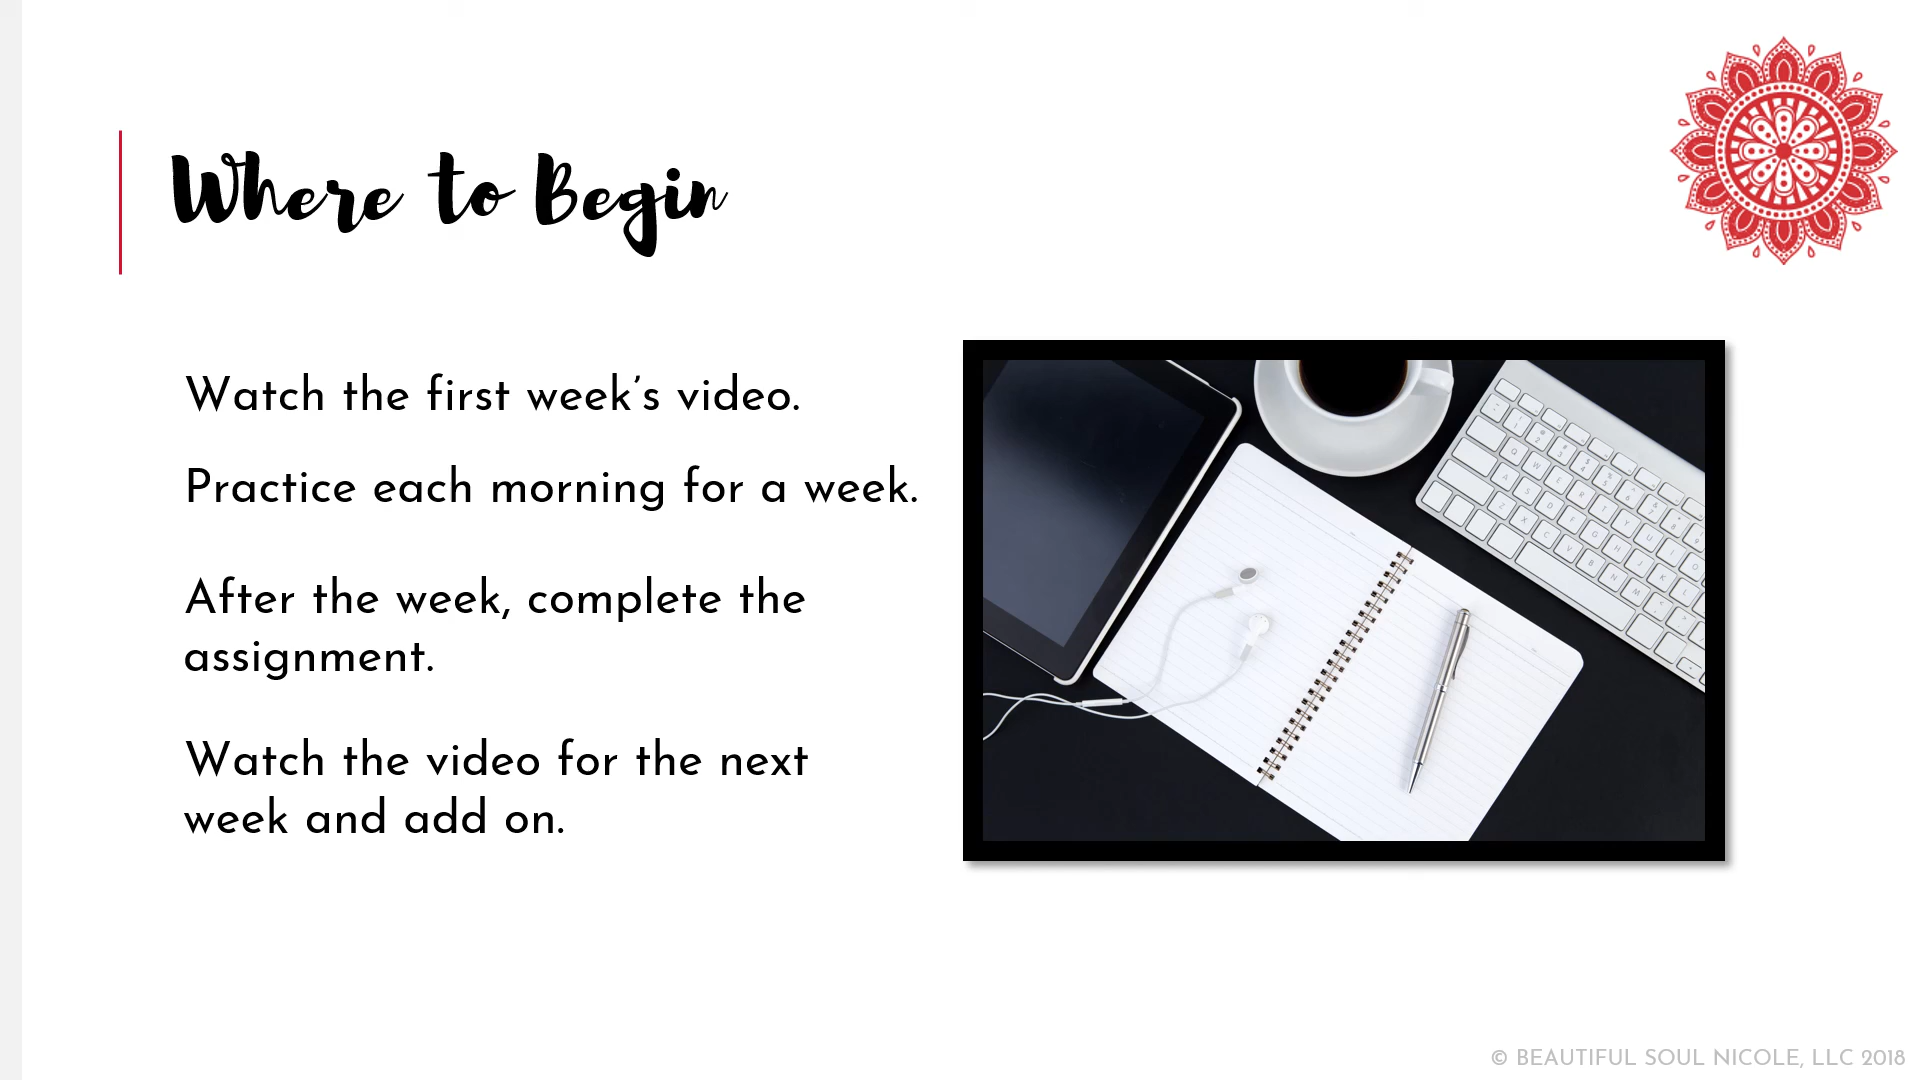 Where to Begin
Watch the first week’s video.
Practice each morning for a week.
After the week, complete the
assignment.
Watch the video for the next
week and add on.
© BEAUTIFUL SOUL NICOLE, LLC 2018